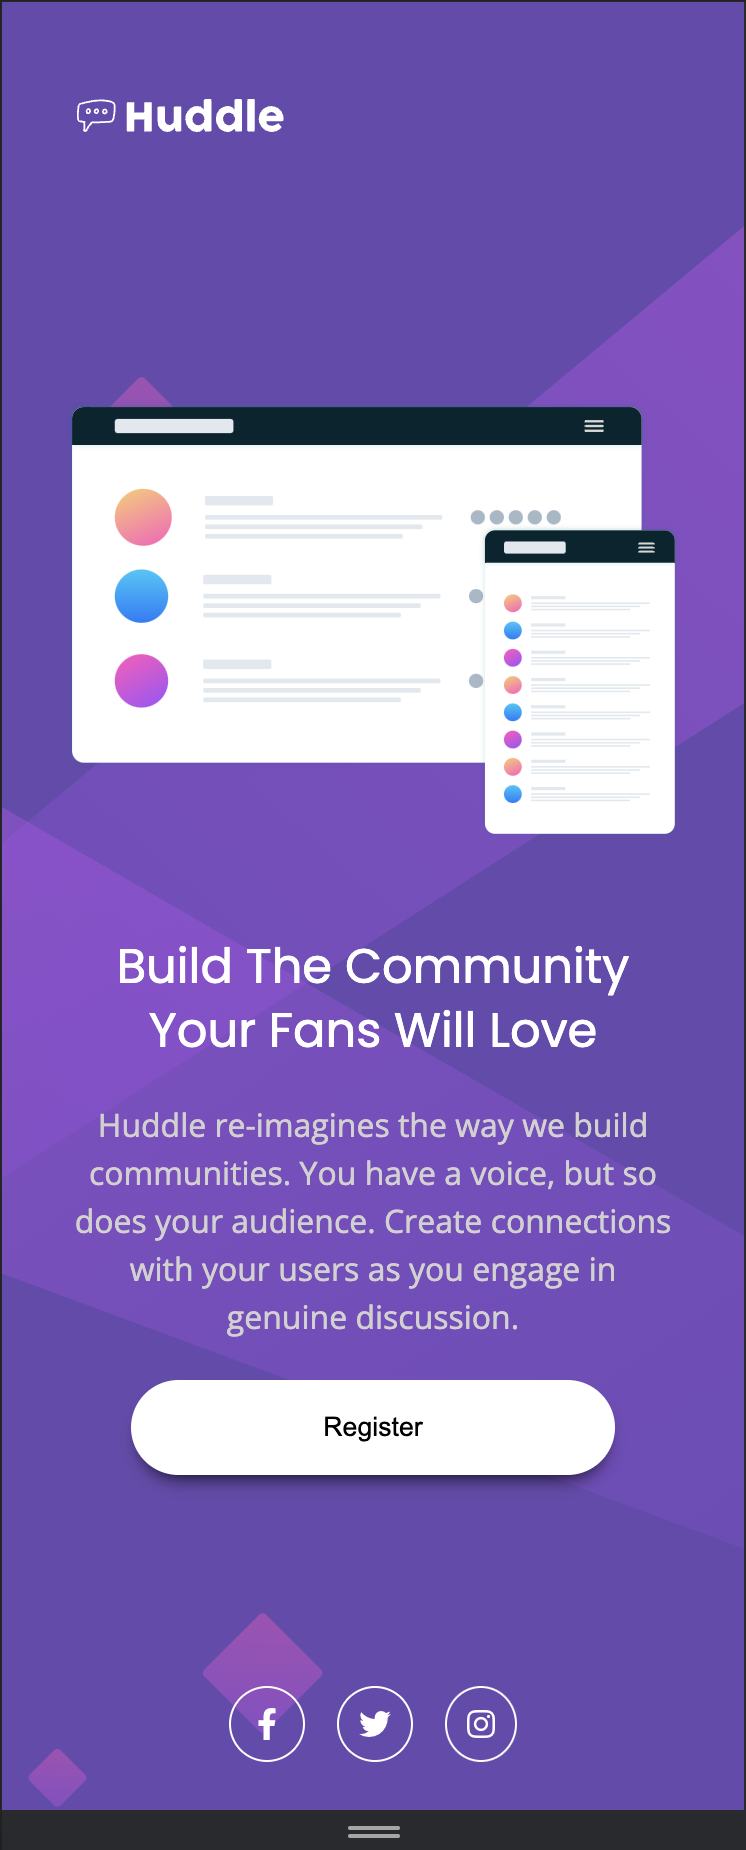 Huddle
Build The Community
Your Fans Will Love
Huddle re-imagines the way we build
communities. You have a voice, but so
does your audience. Create connections
with your users as you engage in
genuine discussion.
Register